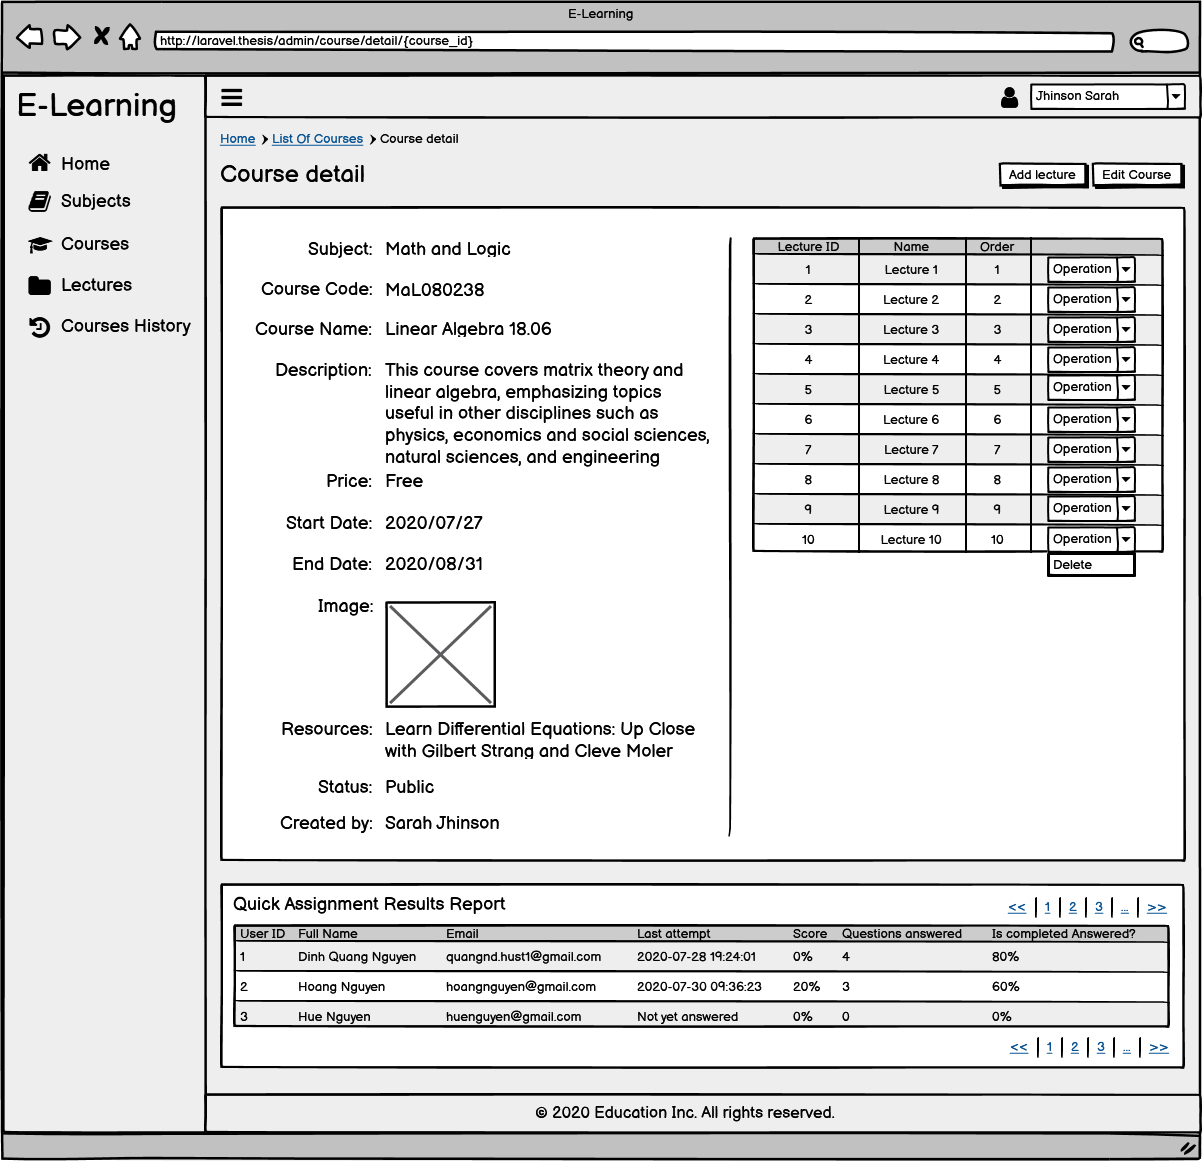 E-Learning
http://laravel.thesis/admin/course/detail/{course_id}
E-Learning
Home
Subjects
Courses
Lectures
Courses History
Jhinson Sarah
Home List Of Courses Course detail
Course detail
Add lecture Edit Course
Subject: Math and Logic
Course Code: MaL080238
Course Name: Linear Algebra 18.06
Description: This course covers matrix theory and
linear algebra, emphasizing topics
useful in other disciplines such as
physics, economics and social sciences,
natural sciences, and engineering
Price: Free
Start Date: 2020/07/27
End Date: 2020/08/31
Image:
Resources: Learn Differential Equations: Up Close
with Gilbert Strang and Cleve Moler
Status: Public
Created by: Sarah Jhinson
Lecture ID Name Order
1 Lecture 1 1 Operation
2 Lecture 2 2 Operation
3 Lecture 3 3 Operation
4 Lecture 4 4 Operation
5 Lecture 5 5 Operation
6 Lecture 6 6 Operation
7 Lecture 7 7 Operation
8 Lecture 8 8 Operation
9 Lecture 9 9 Operation
10 Lecture 10 10 Operation
Delete
Quick Assignment Results Report
<< | 1 | 2 | 3 | ... | >>
User ID Full Name Email Last attempt Score Questions answered Is completed Answered?
1 Dinh Quang Nguyen quangnd.hust1@gmail.com 2020-07-28 19:24:01 0% 4 80%
2 Hoang Nguyen hoangnguyen@gmail.com 2020-07-30 09:36:23 20% 3 60%
3 Hue Nguyen huenguyen@gmail.com Not yet answered 0% 0 0%
<< | 1 | 2 | 3 | ... | >>
© 2020 Education Inc. All rights reserved.